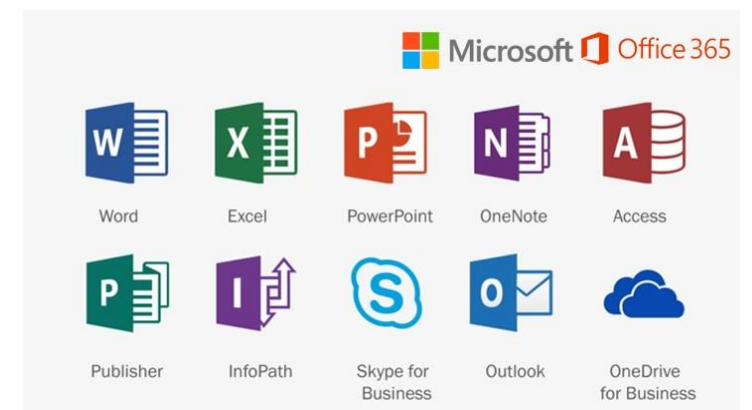 Microsoft Office 365
W X P N A
Word Excel PowerPoint OneNote Access
P I S O
Publisher InfoPath Skype for Outlook OneDrive
Business for Business